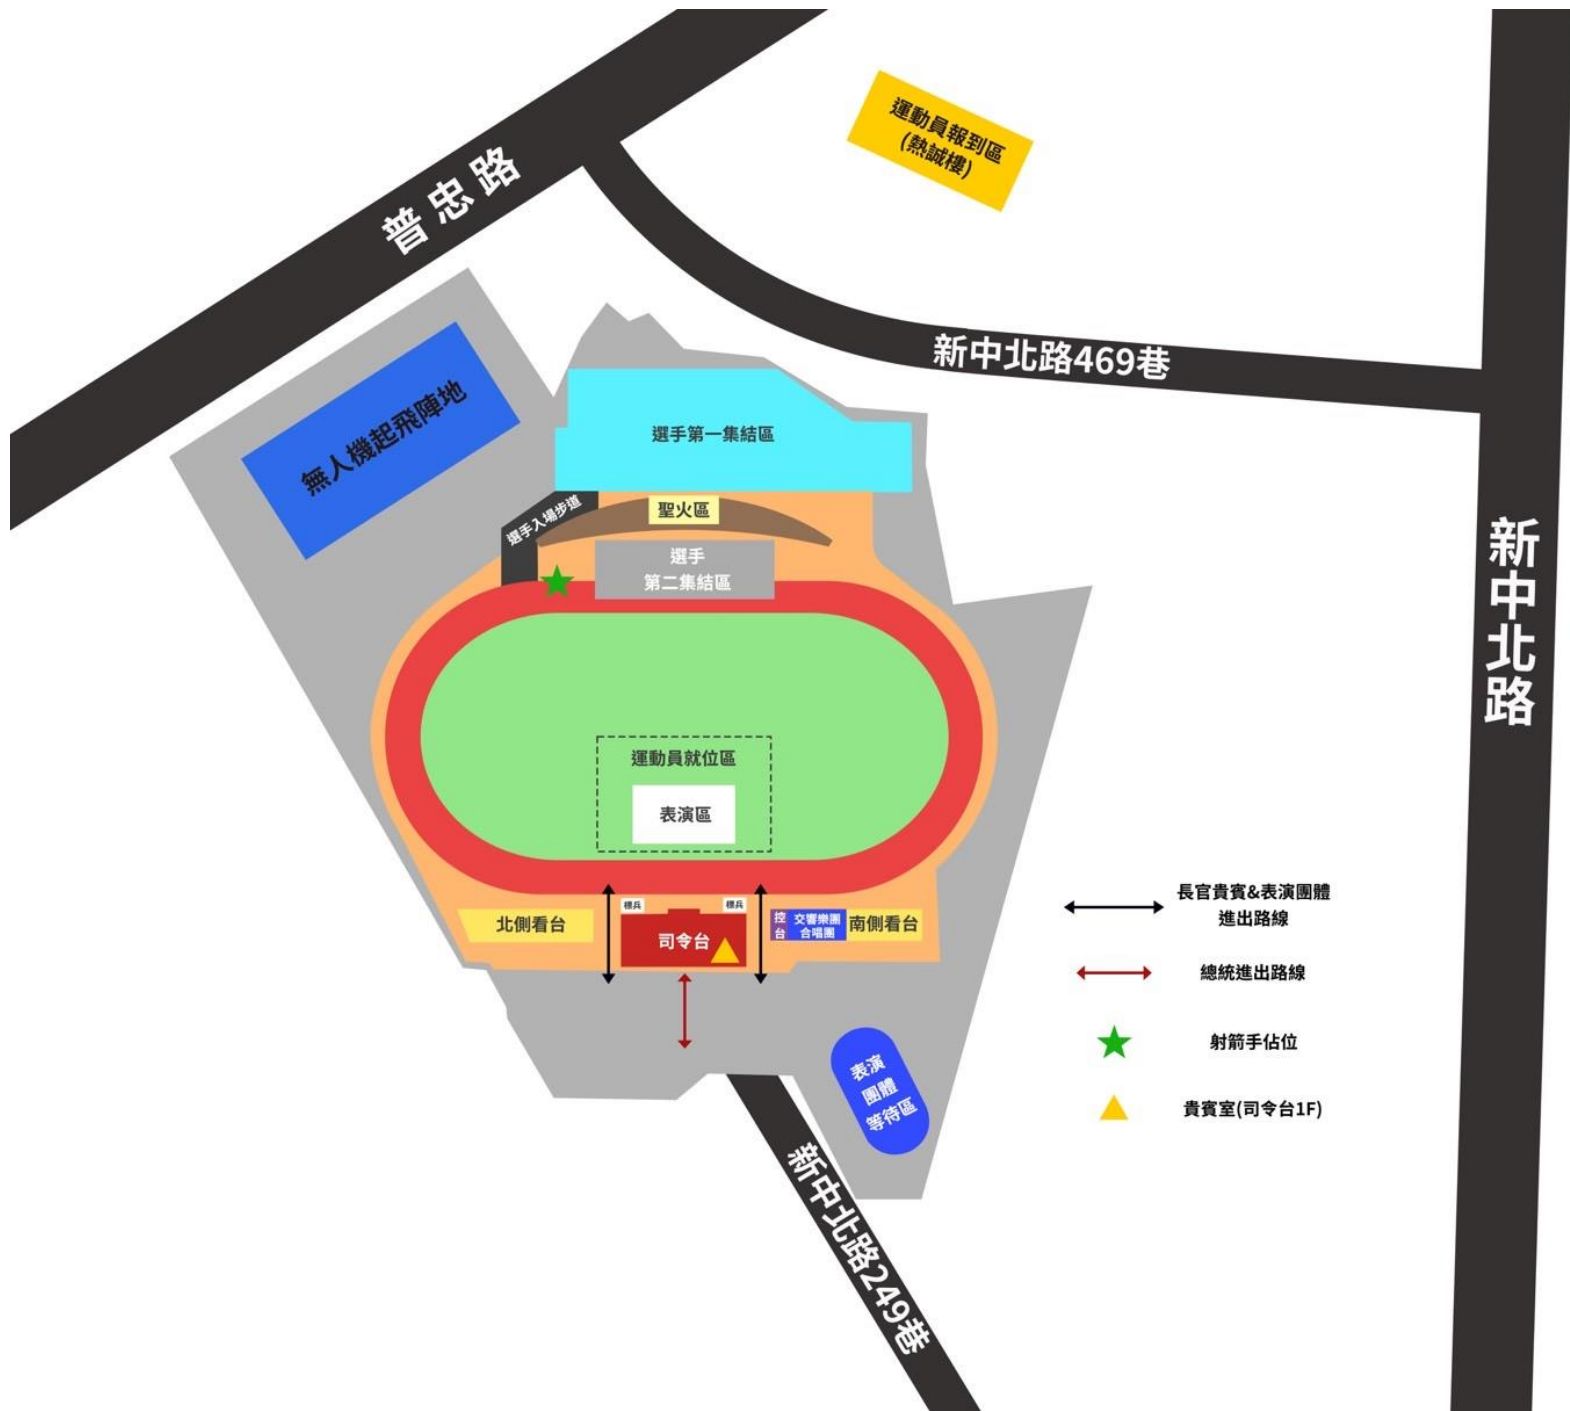 運動員報到區
(熱誠樓)
普忠路
新中北路469巷
無人機起飛陣地
選手第一集結區
選手入場步道
聖火區
選手
第二集結區
新中北路
運動員就位區
表演區
標兵
標兵
北側看台
司令台
控台
交響樂團
合唱團
南側看台
長官貴賓&表演團體
進出路線
總統進出路線
射箭手佔位
貴賓室(司令台1F)
表演
團體
等待區
新中北路249巷